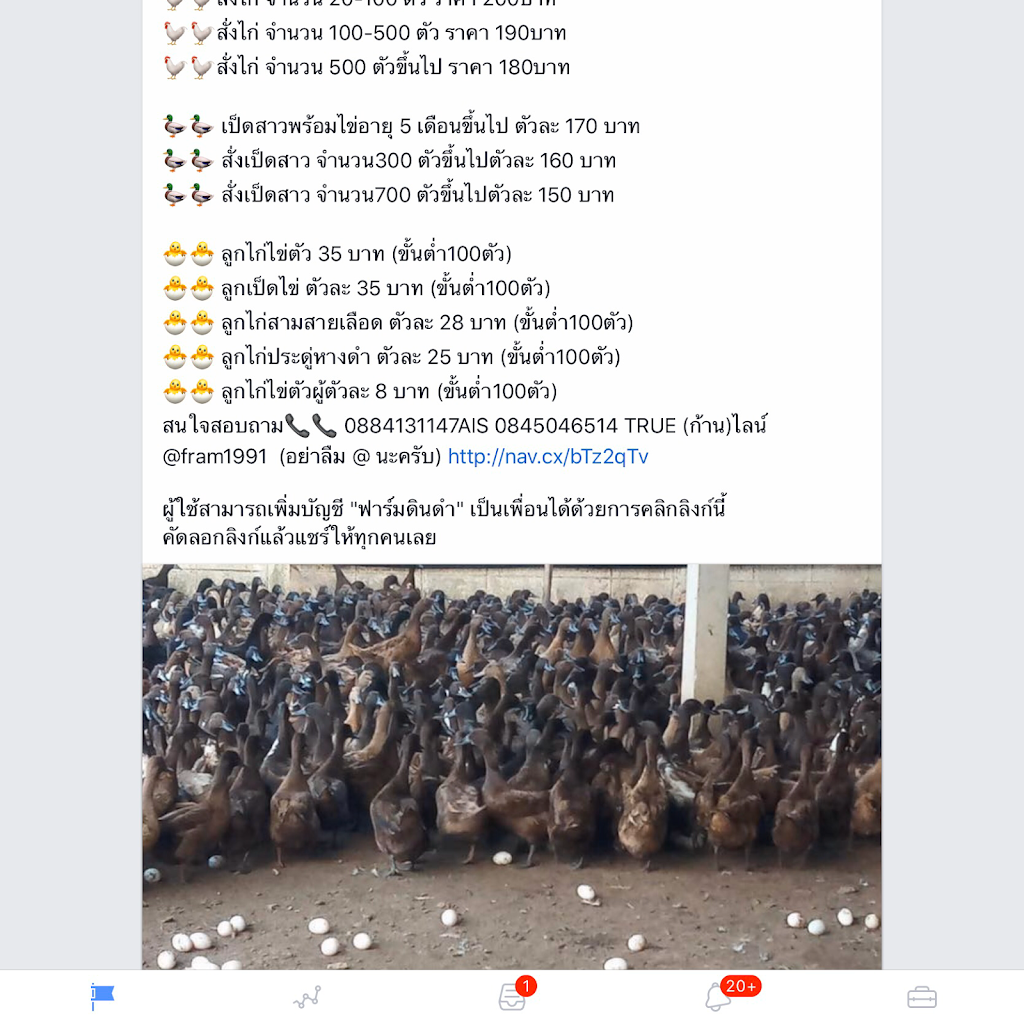 สั่งไก่ จำนวน 20-100 ตัว ราคา 200บาท
🐓🐓สั่งไก่ จำนวน 100-500 ตัว ราคา 190บาท
🐓🐓สั่งไก่ จำนวน 500 ตัวขึ้นไป ราคา 180บาท
🦆🦆 เป็ดสาวพร้อมไข่อายุ 5 เดือนขึ้นไป ตัวละ 170 บาท
🦆🦆 สั่งเป็ดสาว จำนวน300 ตัวขึ้นไปตัวละ 160 บาท
🦆🦆 สั่งเป็ดสาว จำนวน700 ตัวขึ้นไปตัวละ 150 บาท
🐣🐣 ลูกไก่ไข่ตัว 35 บาท (ขั้นต่ำ100ตัว)
🐣🐣 ลูกเป็ดไข่ ตัวละ 35 บาท (ขั้นต่ำ100ตัว)
🐣🐣 ลูกไก่สามสายเลือด ตัวละ 28 บาท (ขั้นต่ำ100ตัว)
🐣🐣 ลูกไก่ประดู่หางดำ ตัวละ 25 บาท (ขั้นต่ำ100ตัว)
🐣🐣 ลูกไก่ไข่ตัวผู้ตัวละ 8 บาท (ขั้นต่ำ100ตัว)
สนใจสอบถาม📞📞 0884131147AIS 0845046514 TRUE (ก้าน)ไลน์
@fram1991 (อย่าลืม @ นะครับ) http://nav.cx/bTz2qTv
ผู้ใช้สามารถเพิ่มบัญชี "ฟาร์มดินดำ" เป็นเพื่อนได้ด้วยการคลิกลิงก์นี้
คัดลอกลิงก์แล้วแชร์ให้ทุกคนเลย
1
20+